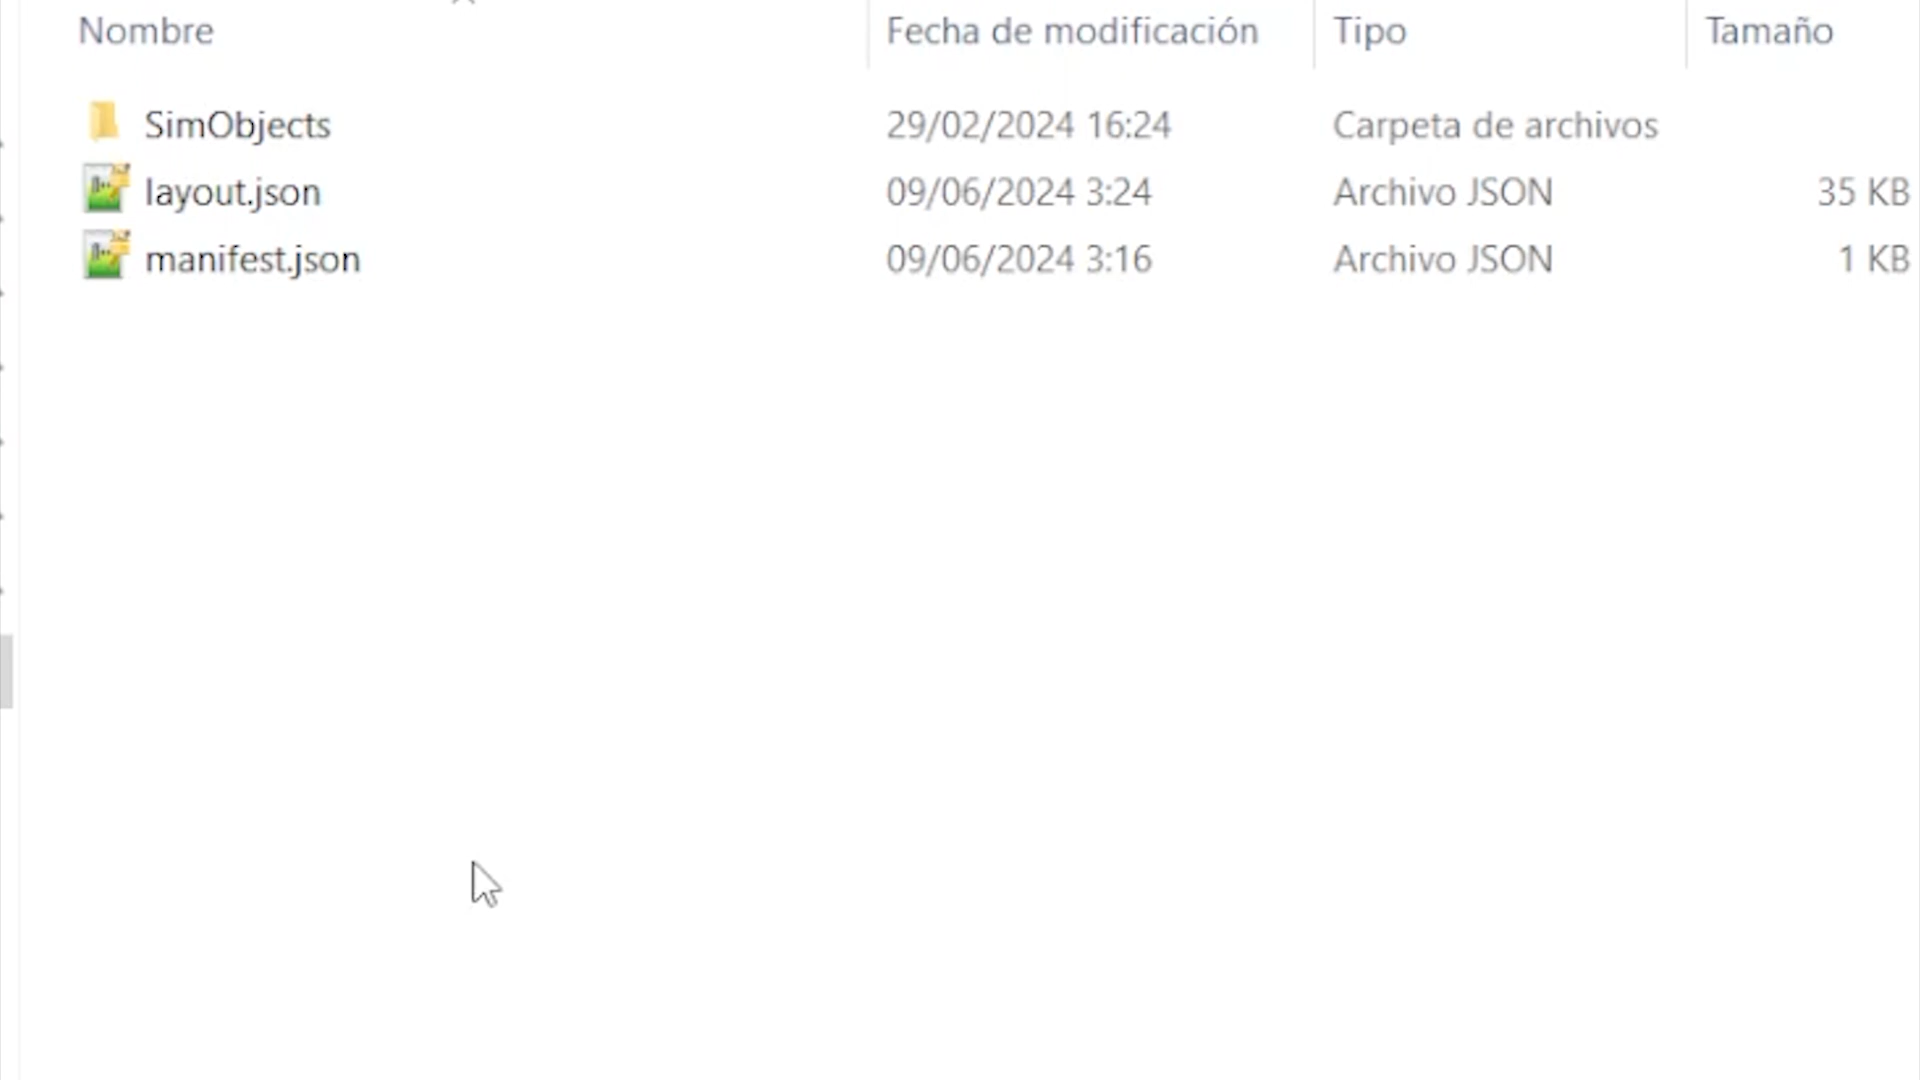 Nombre Fecha de modificación Tipo Tamaño
SimObjects 29/02/2024 16:24 Carpeta de archivos
layout.json 09/06/2024 3:24 Archivo JSON 35 KB
manifest.json 09/06/2024 3:16 Archivo JSON 1 KB